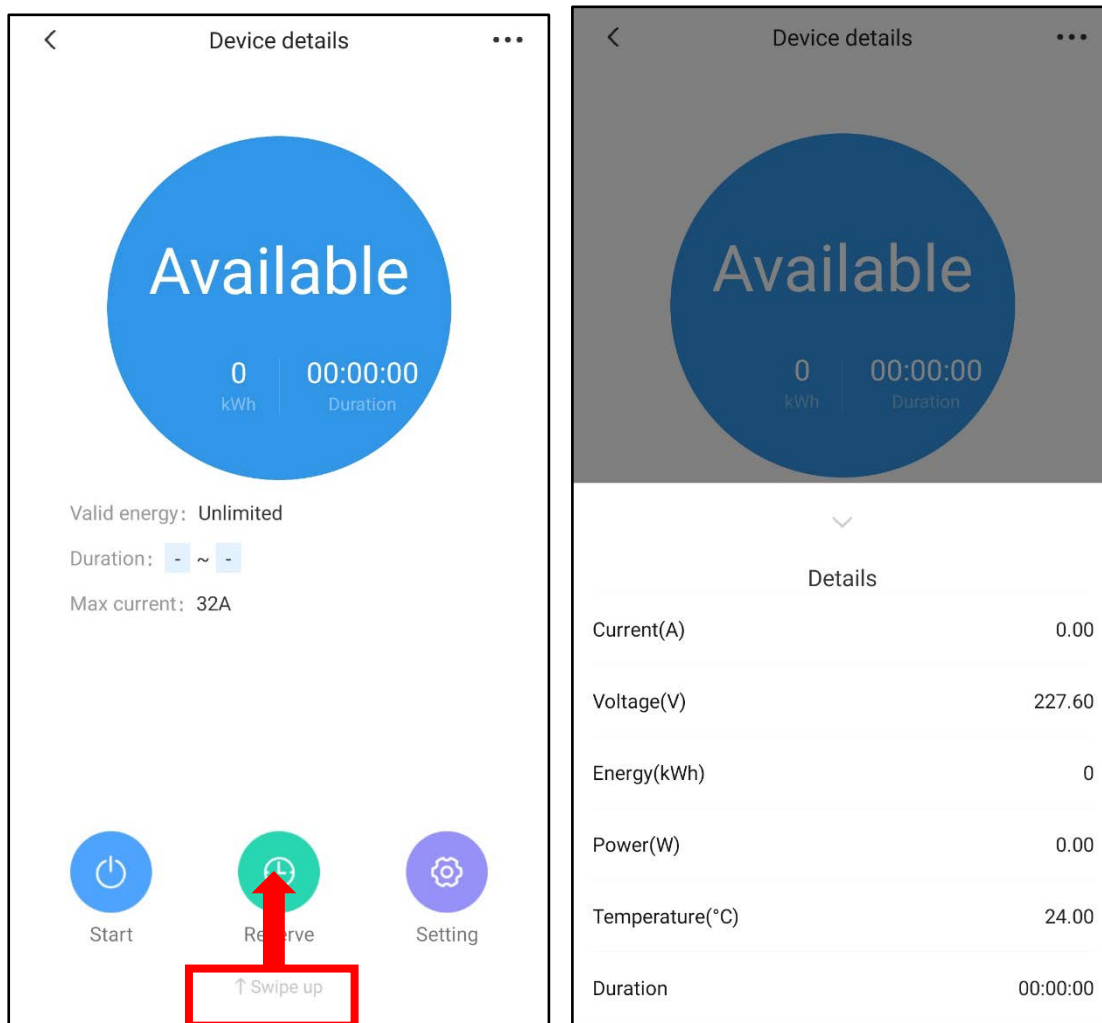 Device details
Available
0 00:00:00
kWh Duration
Valid energy: Unlimited
Duration: - ~ -
Max current: 32A
Start Reserve Setting
↑ Swipe up
Device details
Available
0 00:00:00
kWh Duration
Details
Current(A) 0.00
Voltage(V) 227.60
Energy(kWh) 0
Power(W) 0.00
Temperature(°C) 24.00
Duration 00:00:00